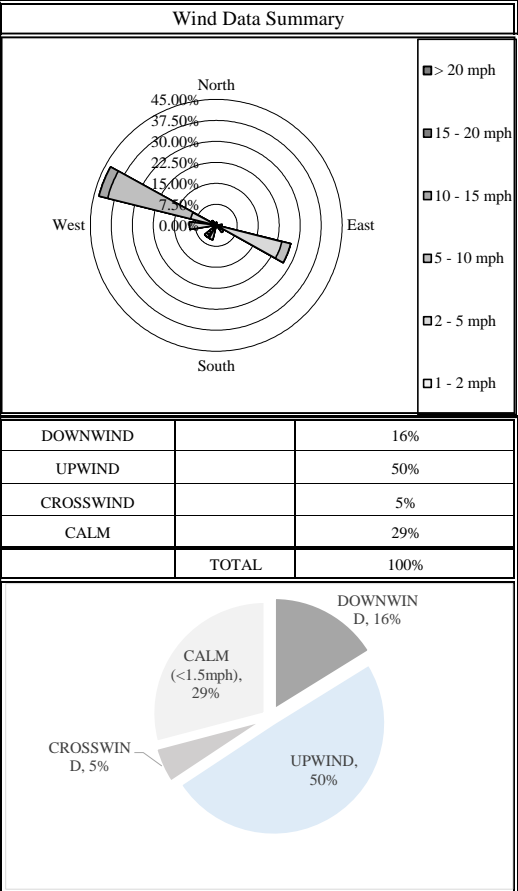 Wind Data Summary
North
45.00%
37.50%
30.00%
22.50%
15.00%
7.50%
0.00%
West
East
South
> 20 mph
15 - 20 mph
10 - 15 mph
5 - 10 mph
2 - 5 mph
1 - 2 mph
DOWNWIND 16%
UPWIND 50%
CROSSWIND 5%
CALM 29%
TOTAL 100%
DOWNWIN
D, 16%
CALM
(<1.5mph),
29%
CROSSWIN
D, 5%
UPWIND,
50%